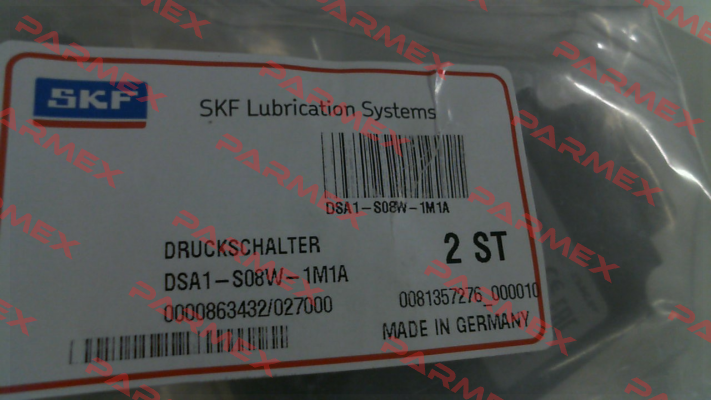 SKF
SKF Lubrication Systems
DSA1-S08W-1M1A
DRUCKSCHALTER
2 ST
DSA1-S08W-1M1A
0000863432/027000
0081357276_000010
MADE IN GERMANY
PARMEX